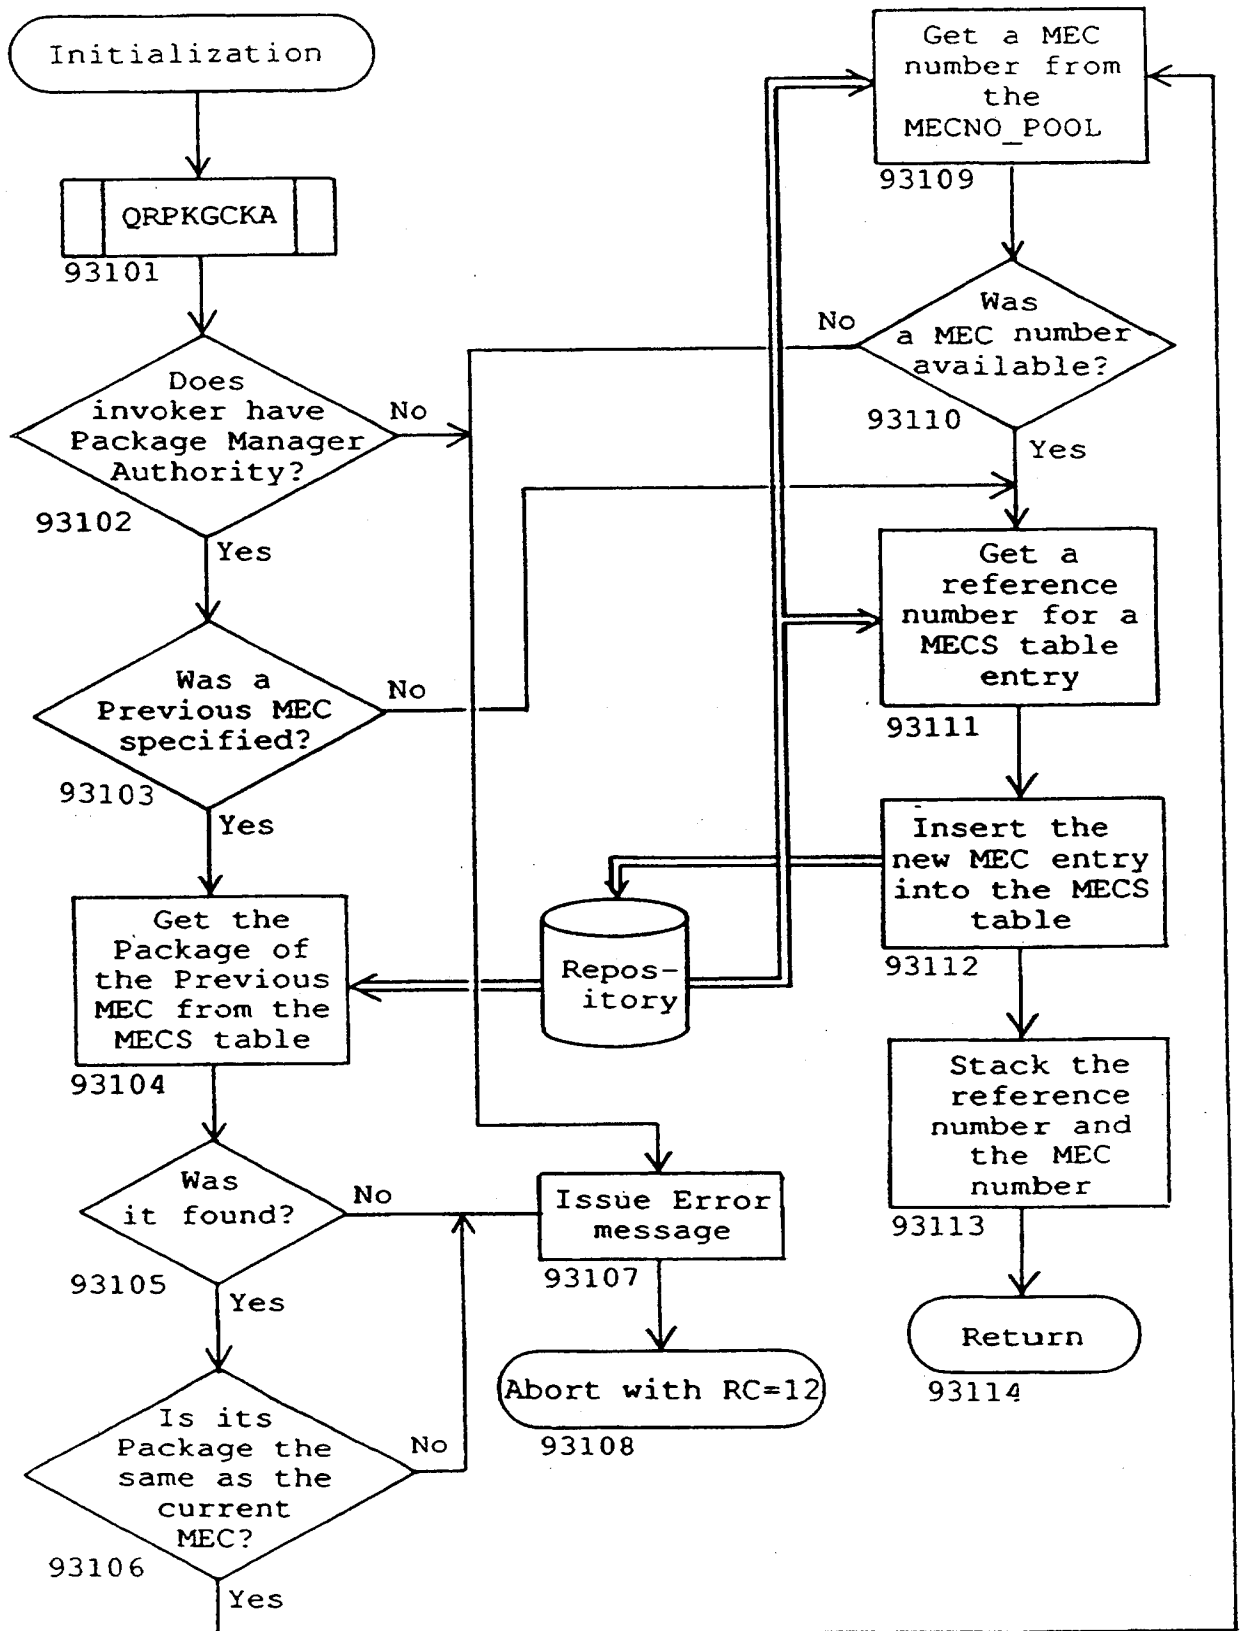 Initialization
QRPKGCKA
93101
Does
invoker have
Package Manager
Authority?
No
93102
Yes
Was a
Previous MEC
specified?
No
93103
Yes
Get the
Package of
the Previous
MEC from the
MECS table
93104
Was
it found?
No
93105
Yes
Is its
Package the
same as the
current
MEC?
No
93106
Yes
Repos-
itory
Issue Error
message
93107
Abort with RC=12
93108
Get a MEC
number from
the
MECNO_POOL
93109
Was
a MEC number
available?
No
93110
Yes
Get a
reference
number for a
MECS table
entry
93111
Insert the
new MEC entry
into the MECS
table
93112
Stack the
reference
number and
the MEC
number
93113
Return
93114